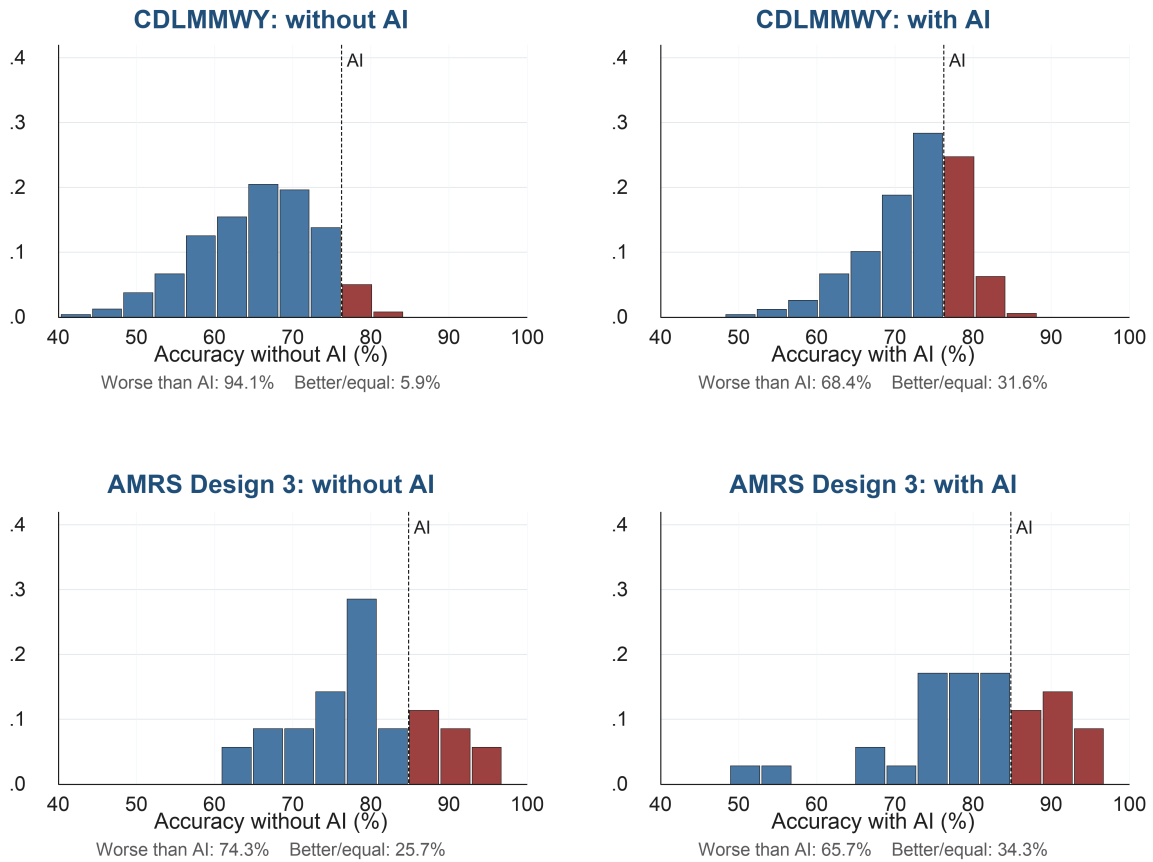 CDLMMWY: without AI
.4
.3
.2
.1
.0
AI
40 50 60 70 80 90 100
Accuracy without AI (%)
Worse than AI: 94.1% Better/equal: 5.9%
CDLMMWY: with AI
.4
.3
.2
.1
.0
AI
40 50 60 70 80 90 100
Accuracy with AI (%)
Worse than AI: 68.4% Better/equal: 31.6%
AMRS Design 3: without AI
.4
.3
.2
.1
.0
AI
40 50 60 70 80 90 100
Accuracy without AI (%)
Worse than AI: 74.3% Better/equal: 25.7%
AMRS Design 3: with AI
.4
.3
.2
.1
.0
AI
40 50 60 70 80 90 100
Accuracy with AI (%)
Worse than AI: 65.7% Better/equal: 34.3%